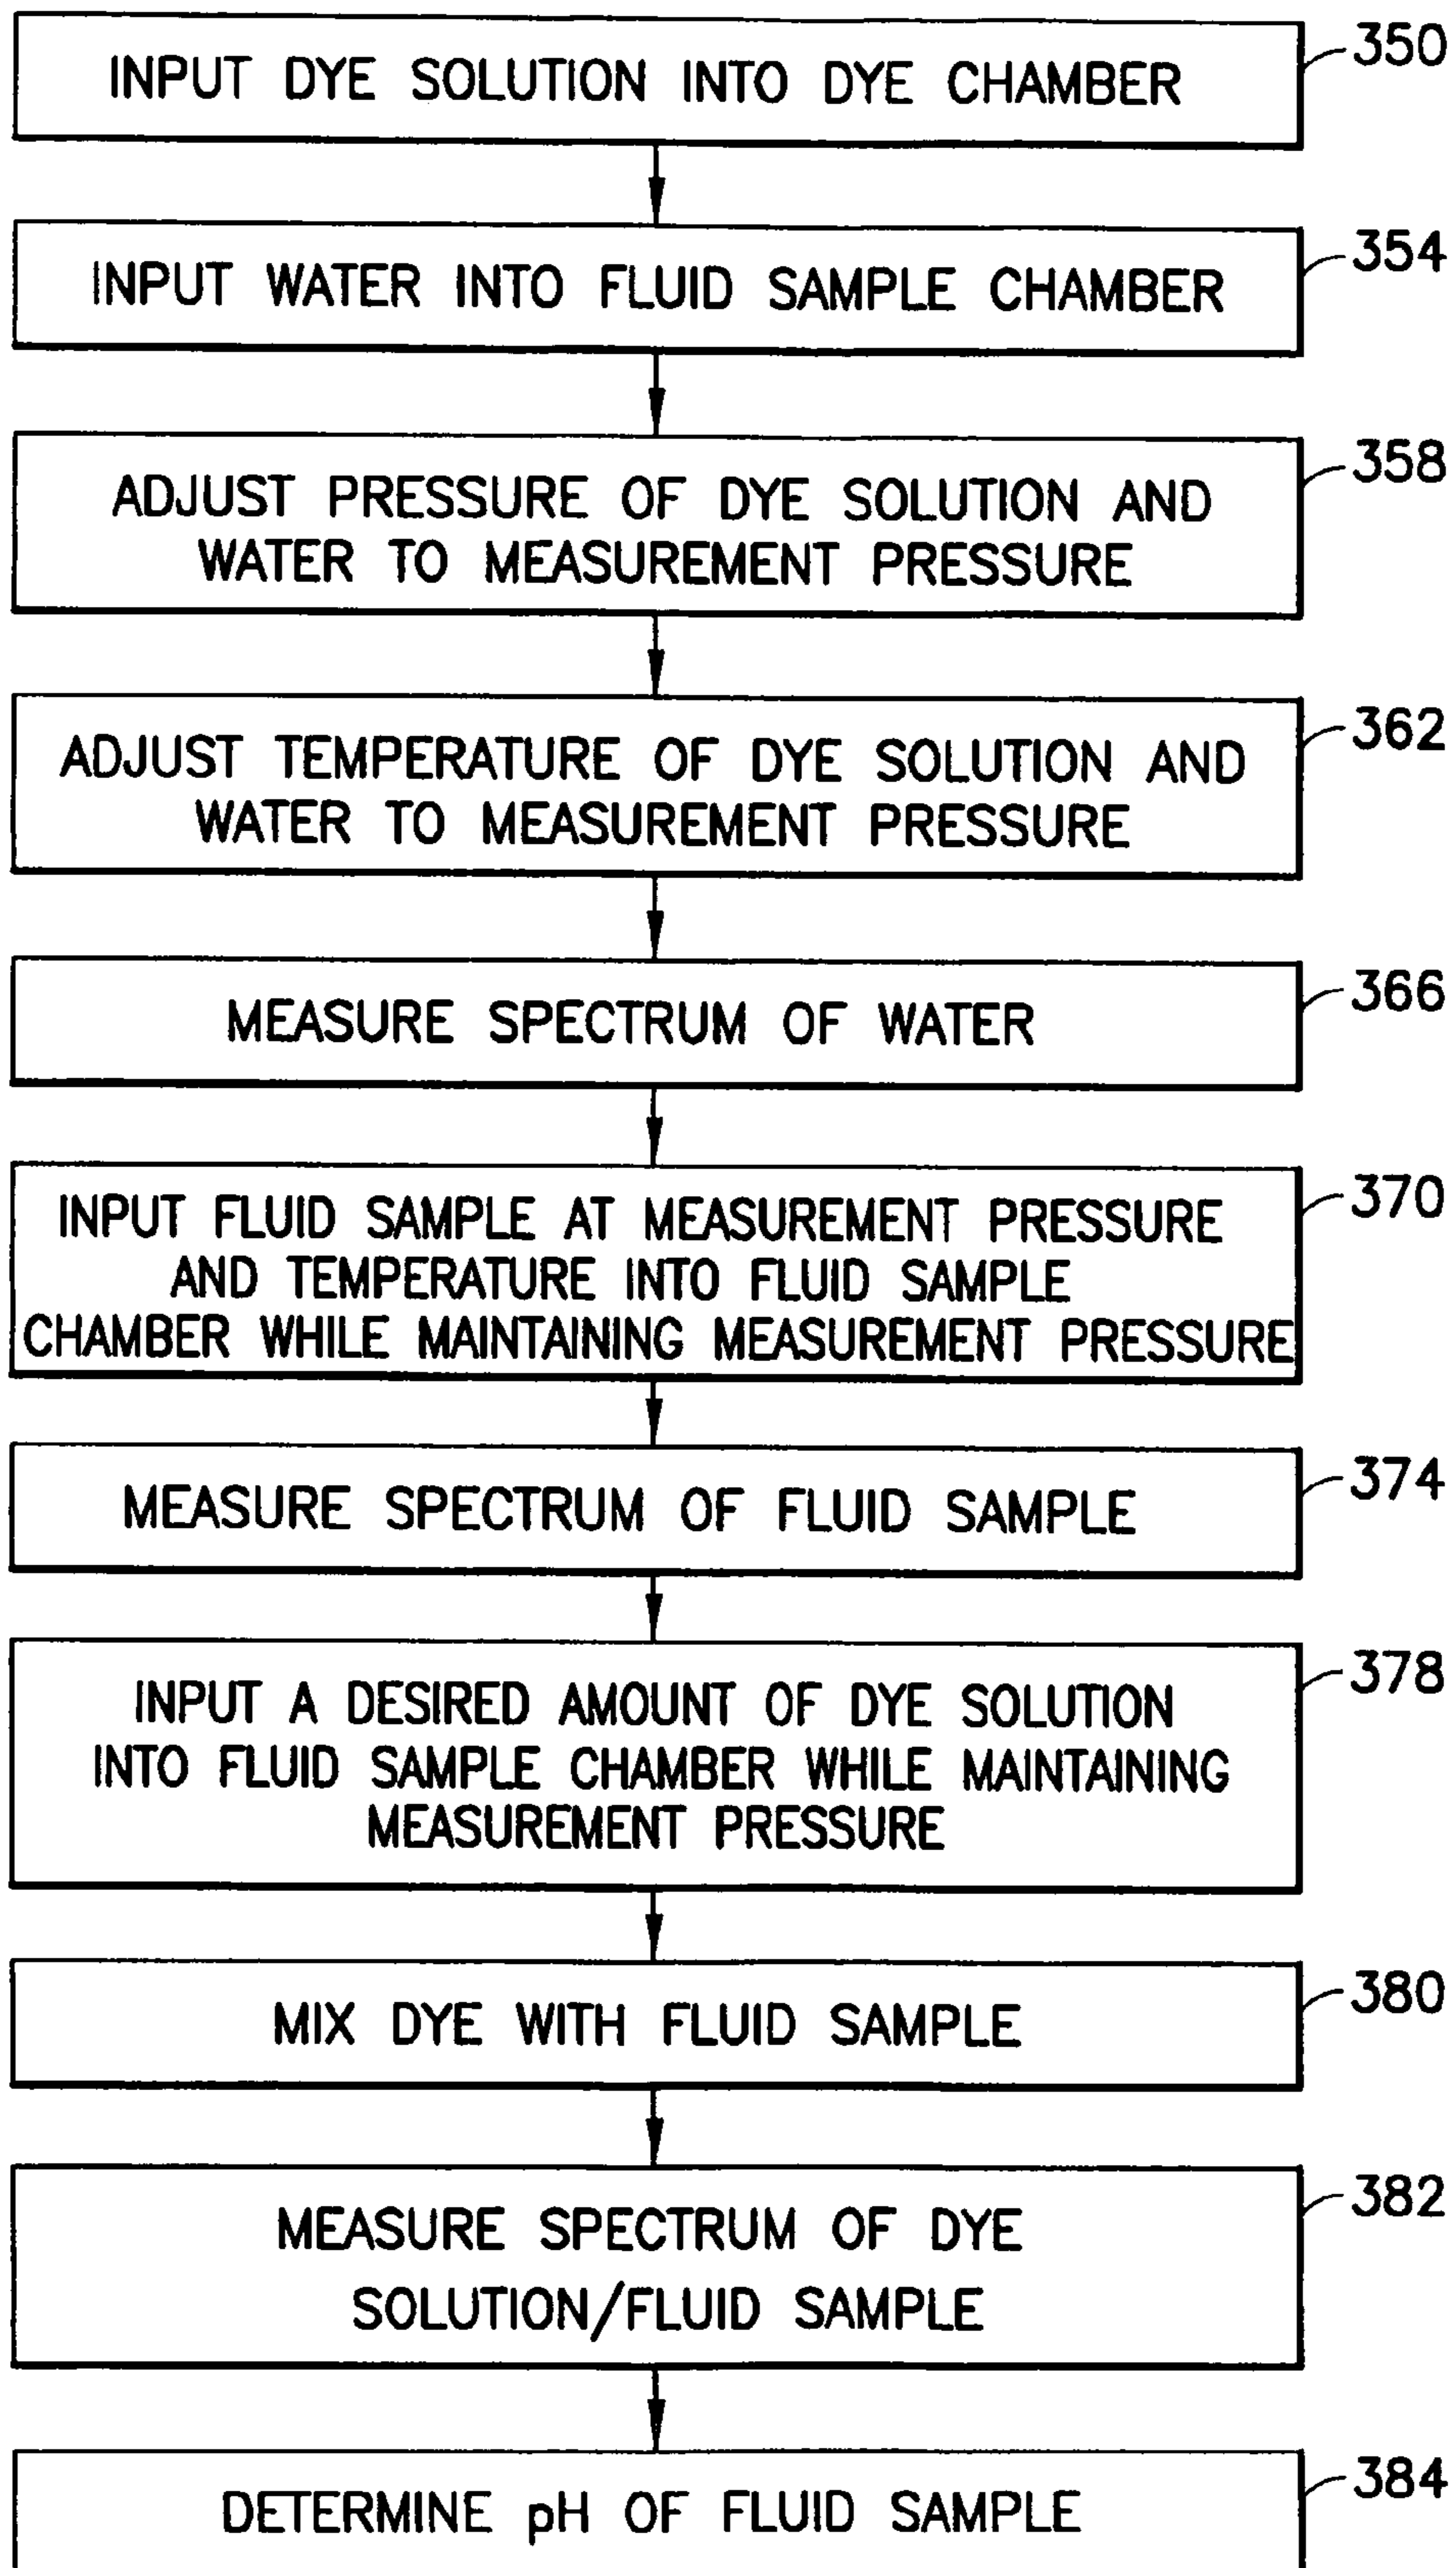 INPUT DYE SOLUTION INTO DYE CHAMBER
350
INPUT WATER INTO FLUID SAMPLE CHAMBER
354
ADJUST PRESSURE OF DYE SOLUTION AND
WATER TO MEASUREMENT PRESSURE
358
ADJUST TEMPERATURE OF DYE SOLUTION AND
WATER TO MEASUREMENT PRESSURE
362
MEASURE SPECTRUM OF WATER
366
INPUT FLUID SAMPLE AT MEASUREMENT PRESSURE
AND TEMPERATURE INTO FLUID SAMPLE
CHAMBER WHILE MAINTAINING MEASUREMENT PRESSURE
370
MEASURE SPECTRUM OF FLUID SAMPLE
374
INPUT A DESIRED AMOUNT OF DYE SOLUTION
INTO FLUID SAMPLE CHAMBER WHILE MAINTAINING
MEASUREMENT PRESSURE
378
MIX DYE WITH FLUID SAMPLE
380
MEASURE SPECTRUM OF DYE
SOLUTION/FLUID SAMPLE
382
DETERMINE pH OF FLUID SAMPLE
384